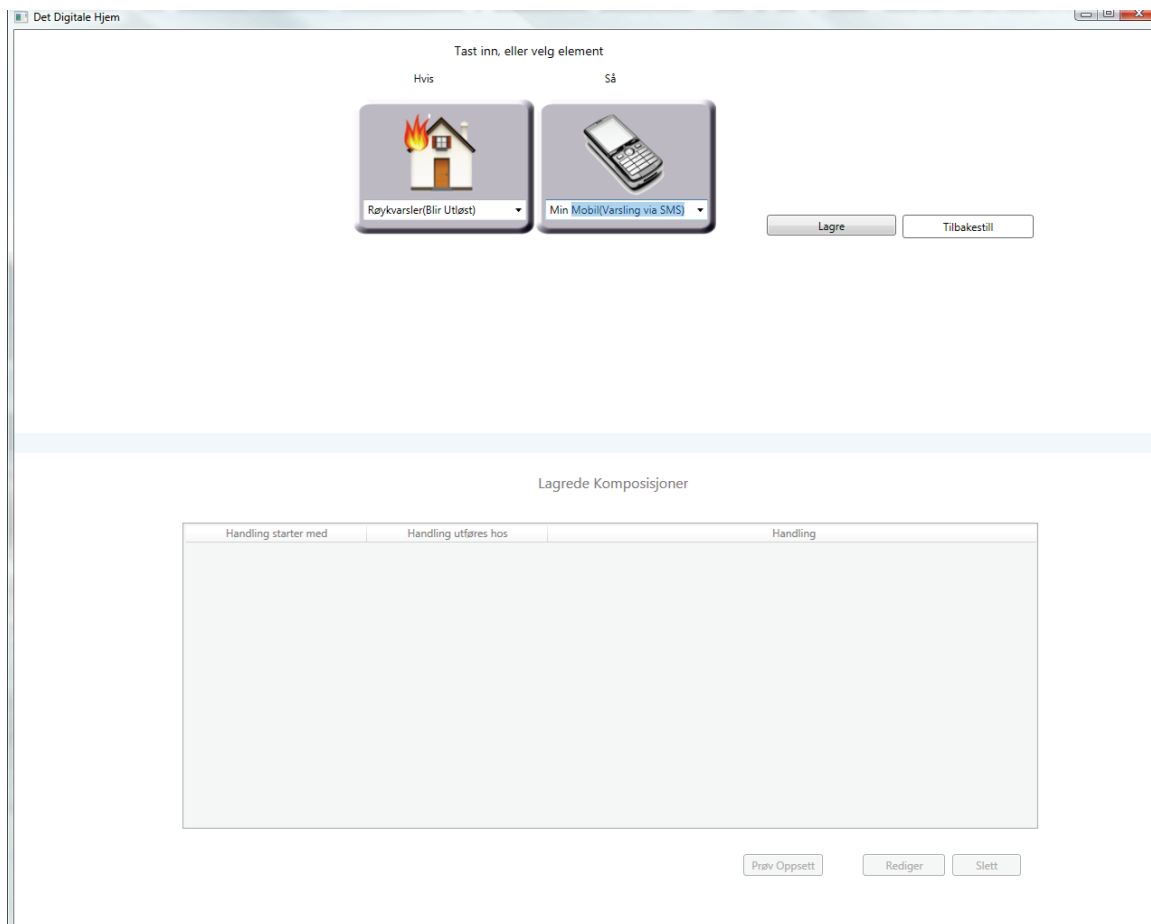 Det Digitale Hjem
Tast inn, eller velg element
Hvis Så
Røykvarsler(Blir Utløst) Min Mobil(Varsling via SMS)
Lagre Tilbakestill
Lagrede Komposisjoner
Handling starter med Handling utføres hos Handling
Prøv Oppsett Rediger Slett